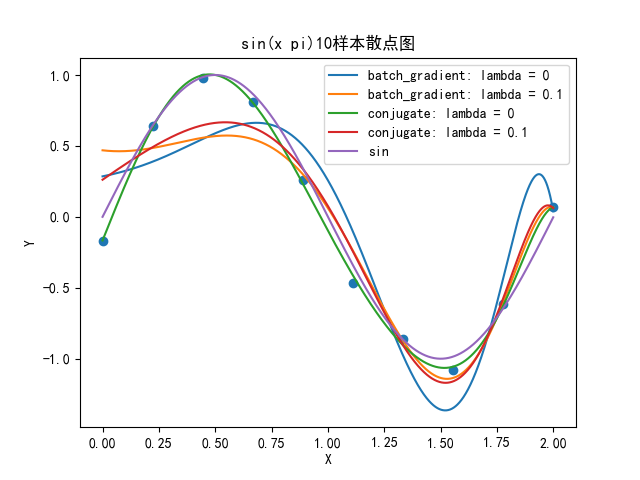 sin(x pi)10样本散点图
batch_gradient: lambda = 0
batch_gradient: lambda = 0.1
conjugate: lambda = 0
conjugate: lambda = 0.1
sin
1.0
0.5
0.0
−0.5
−1.0
Y
0.00 0.25 0.50 0.75 1.00 1.25 1.50 1.75 2.00
X